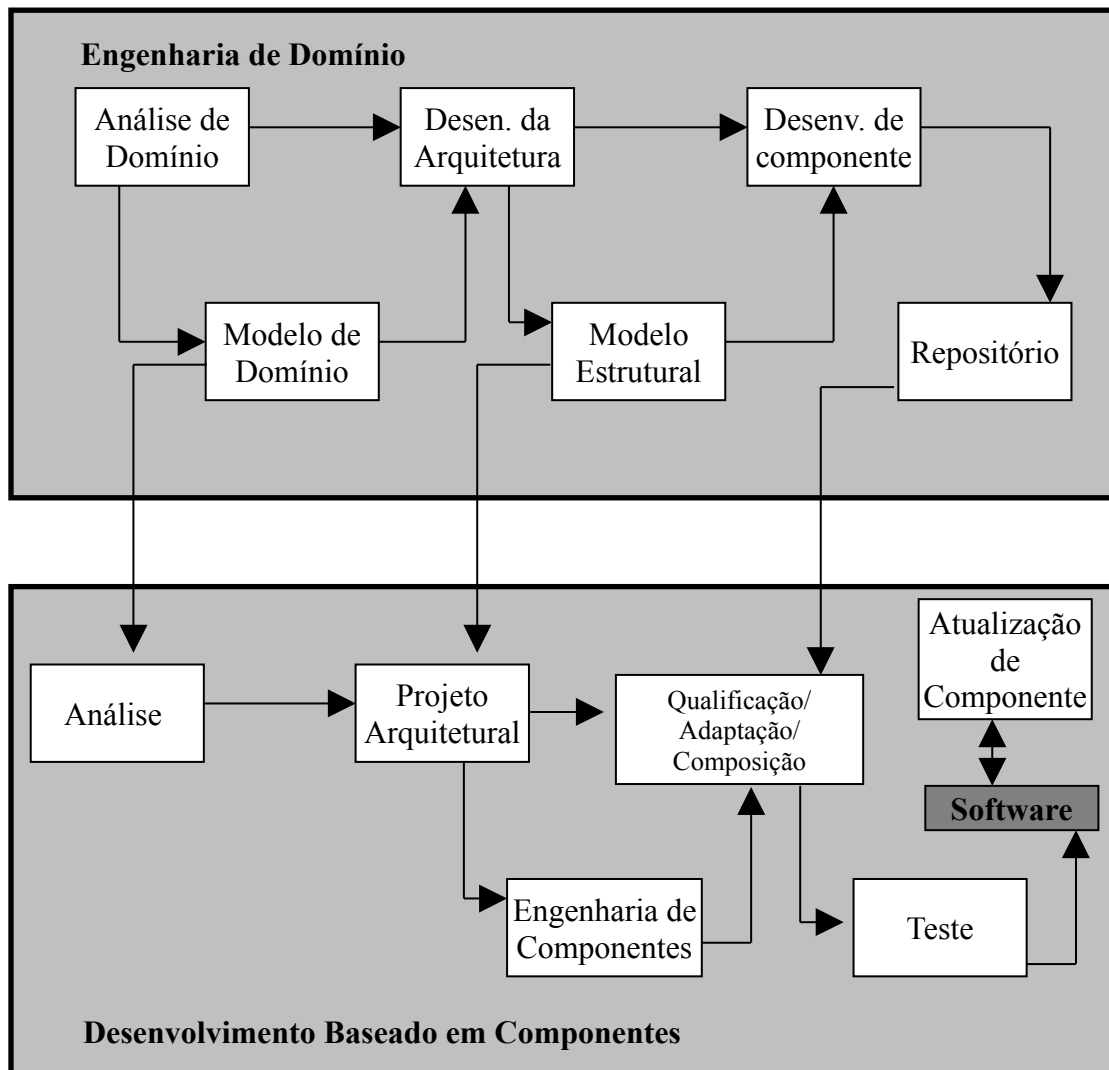 Engenharia de Domínio
Análise de
Domínio
Desen. da
Arquitetura
Desenv. de
componente
Modelo de
Domínio
Modelo
Estrutural
Repositório
Atualização
de
Componente
Análise
Projeto
Arquitetural
Qualificação/
Adaptação/
Composição
Software
Engenharia de
Componentes
Teste
Desenvolvimento Baseado em Componentes